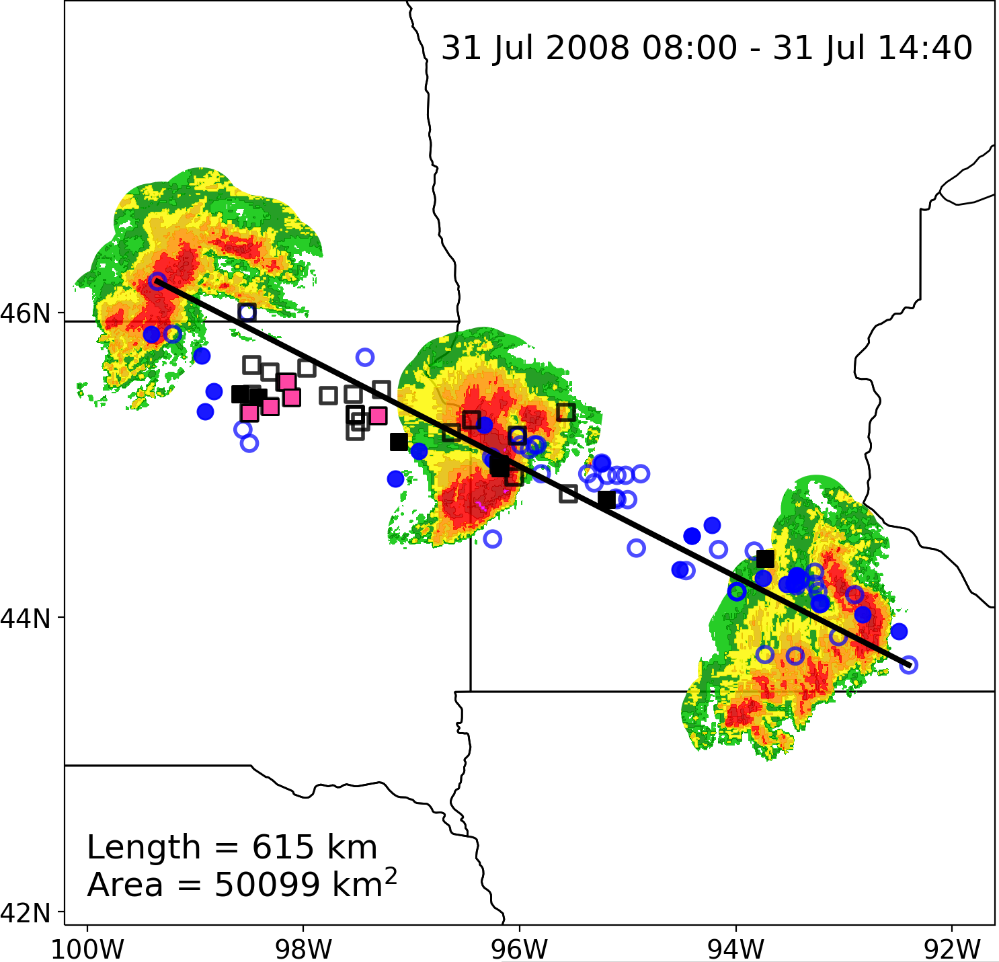 31 Jul 2008 08:00 - 31 Jul 14:40
46N
44N
Length = 615 km
Area = 50099 km²
42N
100W 98W 96W 94W 92W